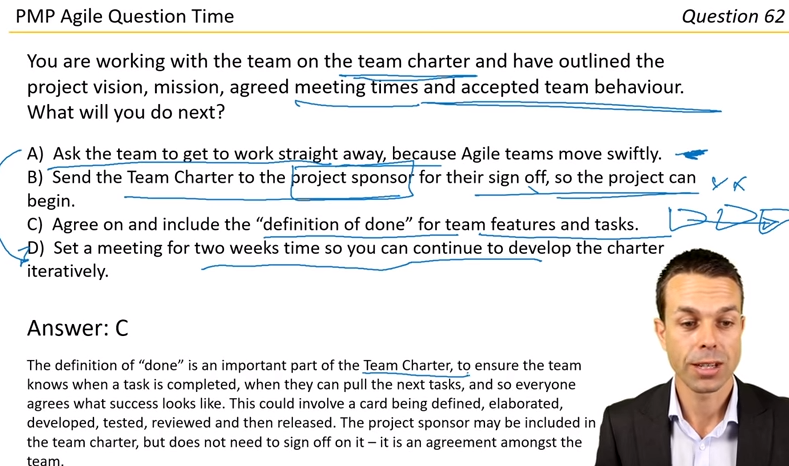 PMP Agile Question Time
Question 62
You are working with the team on the team charter and have outlined the
project vision, mission, agreed meeting times and accepted team behaviour.
What will you do next?
A) Ask the team to get to work straight away, because Agile teams move swiftly.
B) Send the Team Charter to the project sponsor for their sign off, so the project can
begin.
C) Agree on and include the “definition of done” for team features and tasks.
D) Set a meeting for two weeks time so you can continue to develop the charter
iteratively.
Answer: C
The definition of “done” is an important part of the Team Charter, to ensure the team
knows when a task is completed, when they can pull the next tasks, and so everyone
agrees what success looks like. This could involve a card being defined, elaborated,
developed, tested, reviewed and then released. The project sponsor may be included in
the team charter, but does not need to sign off on it – it is an agreement amongst the
team.